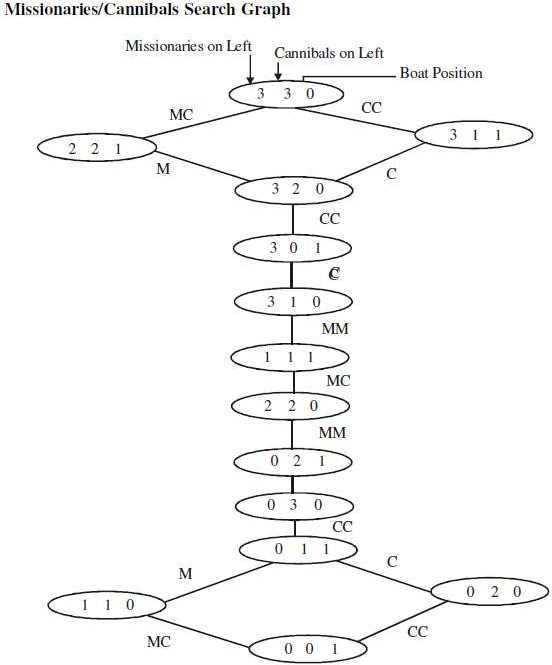 Missionaries/Cannibals Search Graph
Missionaries on Left
Cannibals on Left
Boat Position
3 3 0
MC
CC
3 1 1
2 2 1
M
C
3 2 0
CC
3 0 1
C
3 1 0
MM
1 1 1
MC
2 2 0
MM
0 2 1
0 3 0
CC
0 1 1
M
C
0 2 0
1 1 0
MC
CC
0 0 1